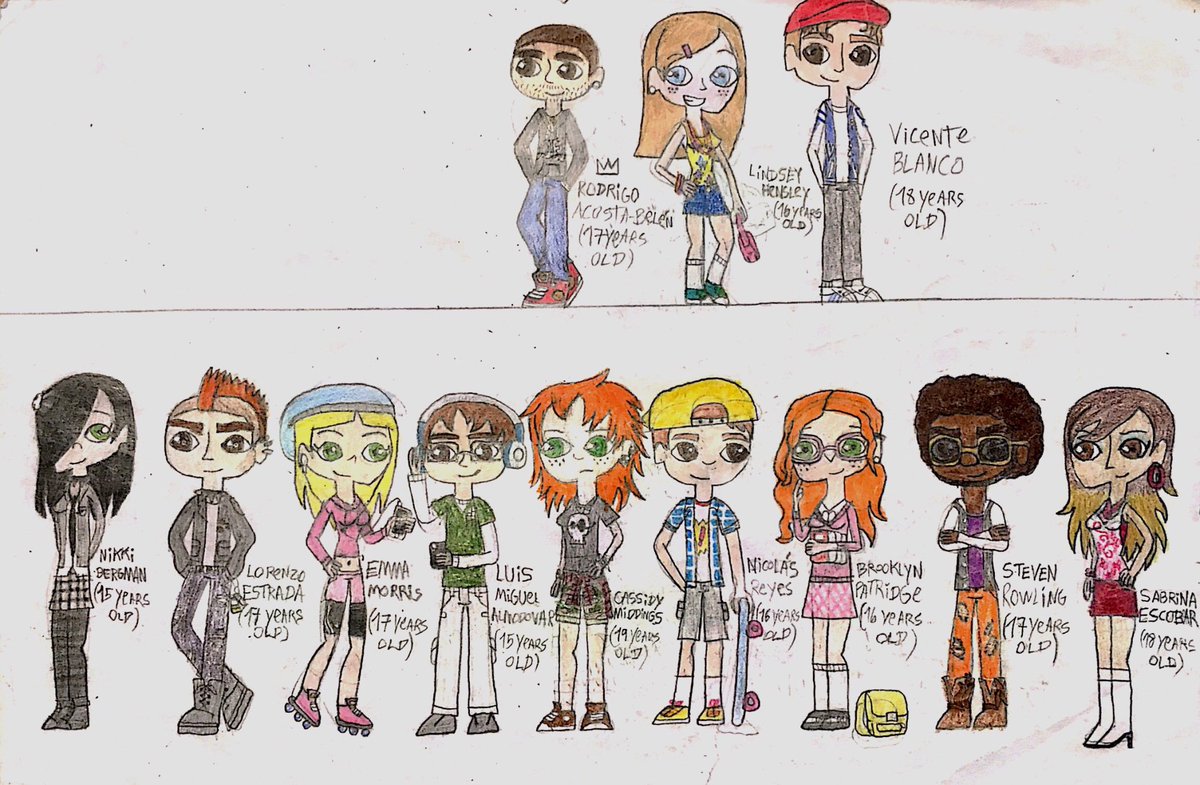 RODRIGO
ACOSTA-BELÉN
(17 YEARS
OLD)
LINDSEY
HENSLEY
(16 YEARS
OLD)
VICENTE
BLANCO
(18 YEARS
OLD)
NIKKI
BERGMAN
(15 YEARS
OLD)
LORENZO
ESTRADA
(17 YEARS
OLD)
EMMA
MORRIS
(17 YEARS
OLD)
LUIS
MIGUEL
ALMODOVAR
(15 YEARS
OLD)
CASSIDY
MIDDINGS
(19 YEARS
OLD)
NICOLÁS
REYES
(16 YEARS
OLD)
BROOKLYN
PATRIDGE
(16 YEARS
OLD)
STEVEN
ROWLING
(17 YEARS
OLD)
SABRINA
ESCOBAR
(18 YEARS
OLD)